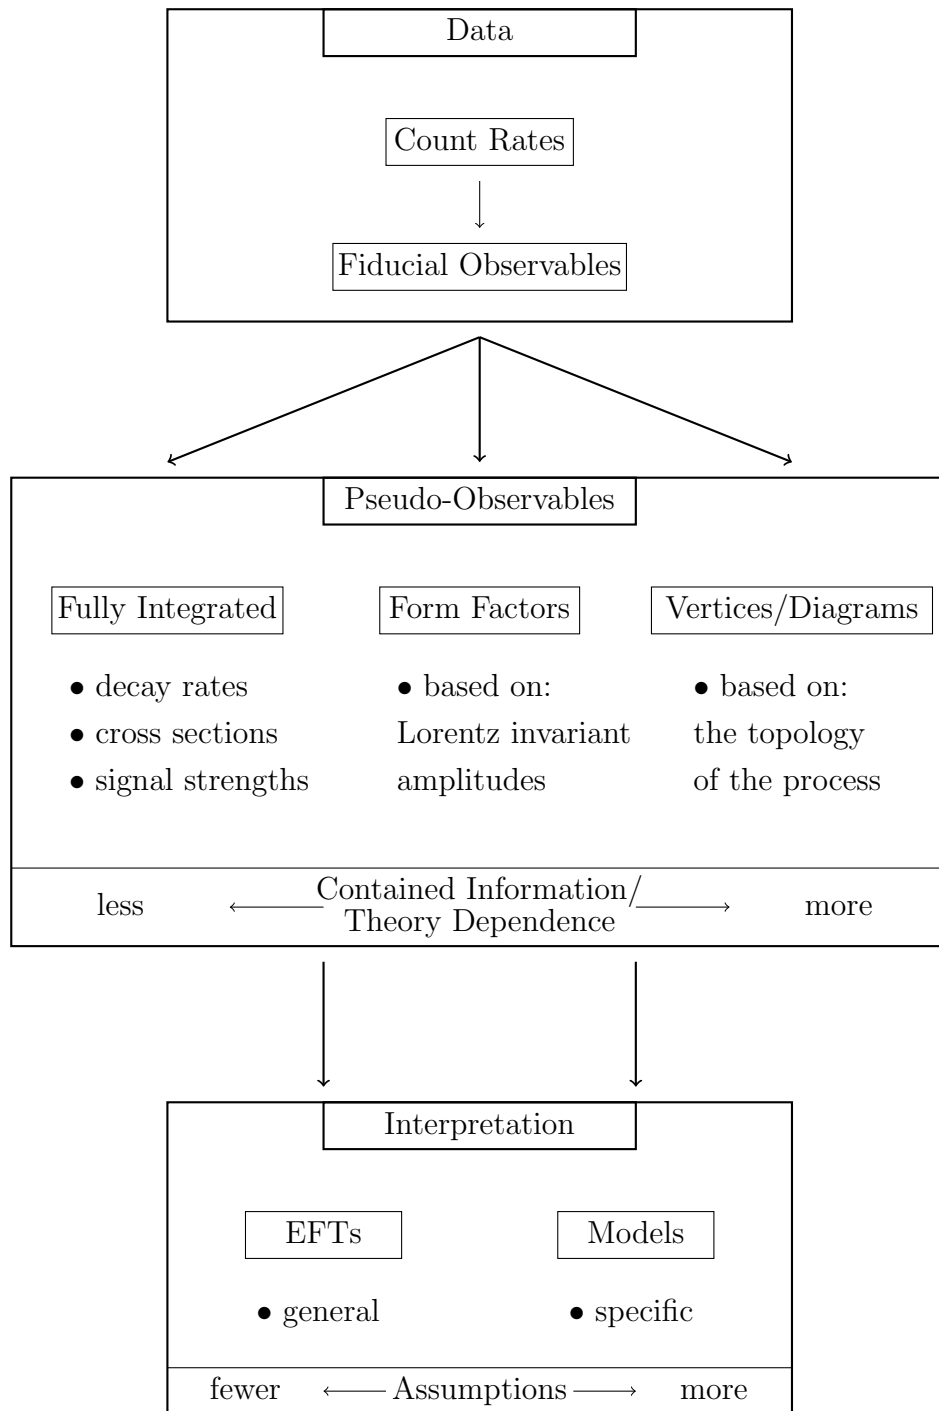 Data
Count Rates
Fiducial Observables
Pseudo-Observables
Fully Integrated
• decay rates
• cross sections
• signal strengths
Form Factors
• based on:
Lorentz invariant
amplitudes
Vertices/Diagrams
• based on:
the topology
of the process
less
Contained Information/
Theory Dependence
more
Interpretation
EFTs
• general
Models
• specific
fewer
Assumptions
more